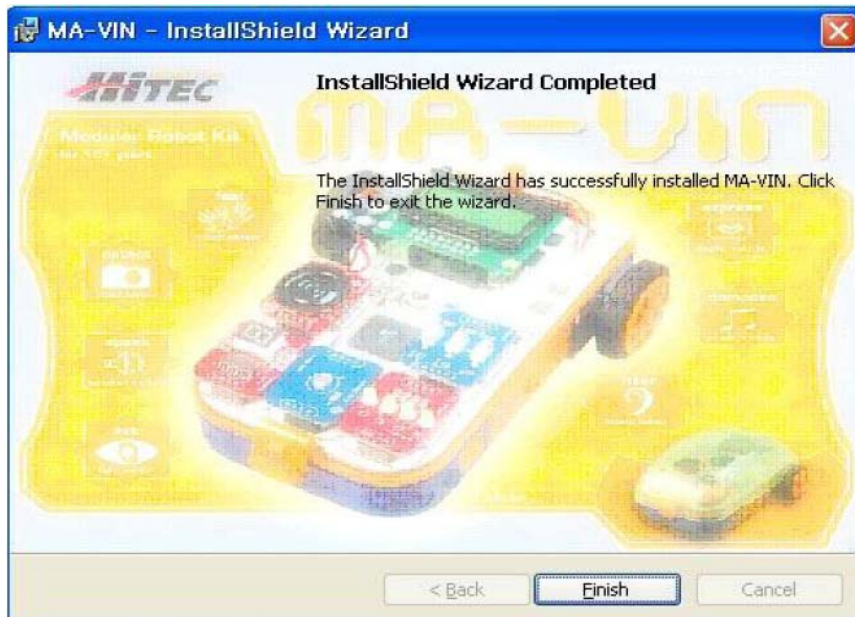 MA-VIN - InstallShield Wizard
HiTEC
InstallShield Wizard Completed
MA-VIN
Modular Robot Kit
The InstallShield Wizard has successfully installed MA-VIN. Click
Finish to exit the wizard.
< Back
Finish
Cancel